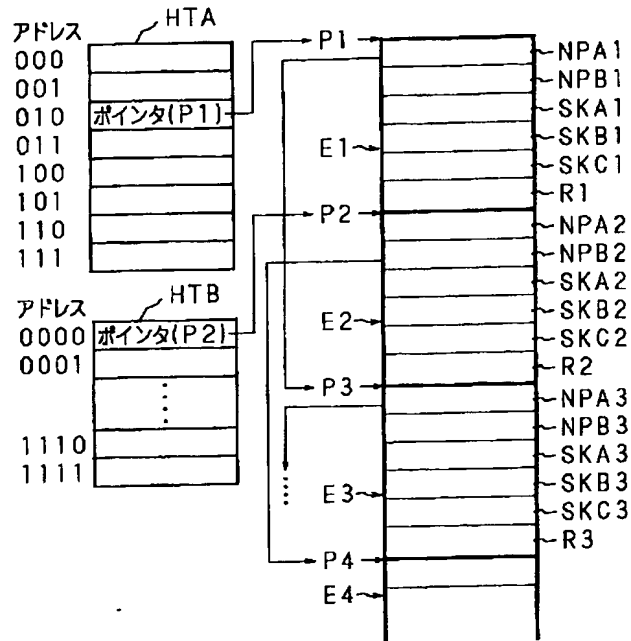 アドレス
HTA
000
001
010 ポインタ(P1)
011
100
101
110
111
アドレス
HTB
0000 ポインタ(P2)
0001
1110
1111
P1
NPA1
NPB1
SKA1
SKB1
E1
SKC1
R1
P2
NPA2
NPB2
SKA2
SKB2
E2
SKC2
R2
P3
NPA3
NPB3
SKA3
SKB3
E3
SKC3
R3
P4
E4